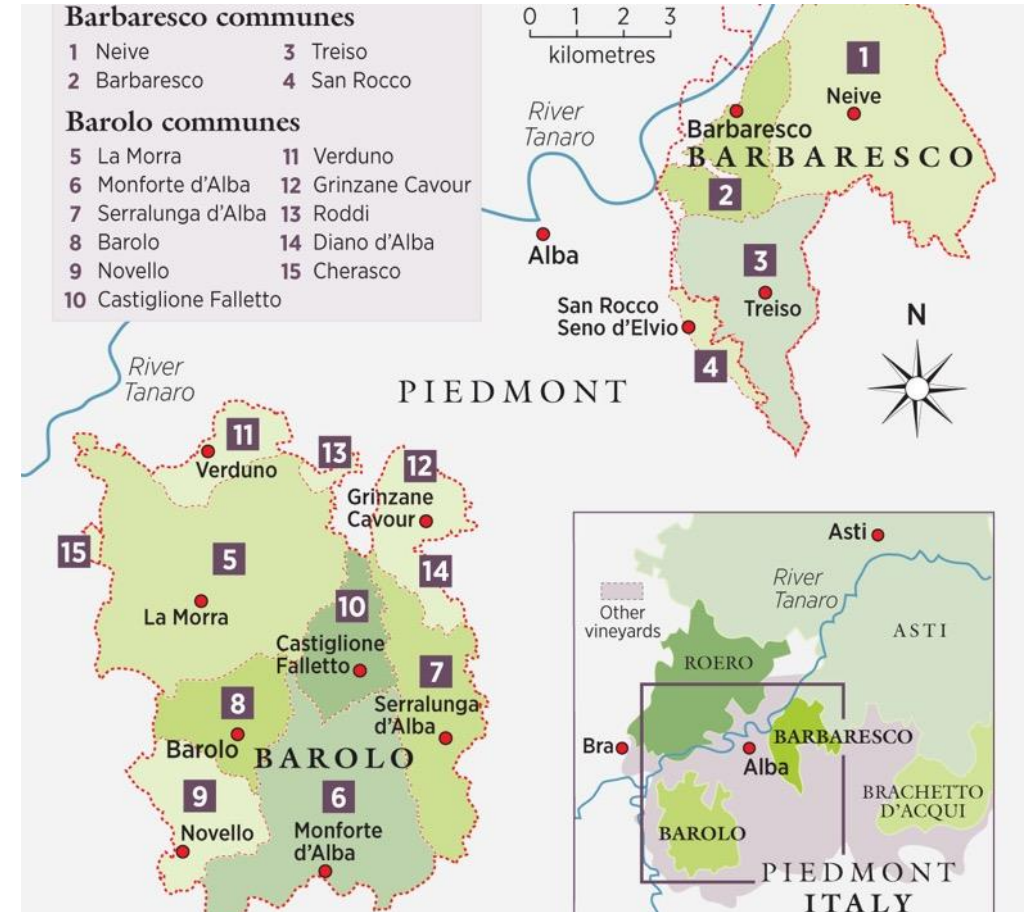 Barbaresco communes
1 Neive
2 Barbaresco
3 Treiso
4 San Rocco
Barolo communes
5 La Morra
6 Monforte d'Alba
7 Serralunga d'Alba
8 Barolo
9 Novello
10 Castiglione Falletto
11 Verduno
12 Grinzane Cavour
13 Roddi
14 Diano d'Alba
15 Cherasco
0 1 2 3
kilometres
River
Tanaro
1
Neive
Barbaresco
BARBARESCO
2
Alba
3
Treiso
San Rocco
Seno d'Elvio
4
N
River
Tanaro
PIEDMONT
11
Verduno
13
12
Grinzane
Cavour
15
5
La Morra
14
10
Castiglione
Falletto
7
Serralunga
d'Alba
8
Barolo
BAROLO
9
Novello
6
Monforte
d'Alba
Asti
River
Tanaro
Other
vineyards
ASTI
ROERO
Bra
Alba
BARBARESCO
BRACHETTO
D'ACQUI
BAROLO
PIEDMONT
ITALY